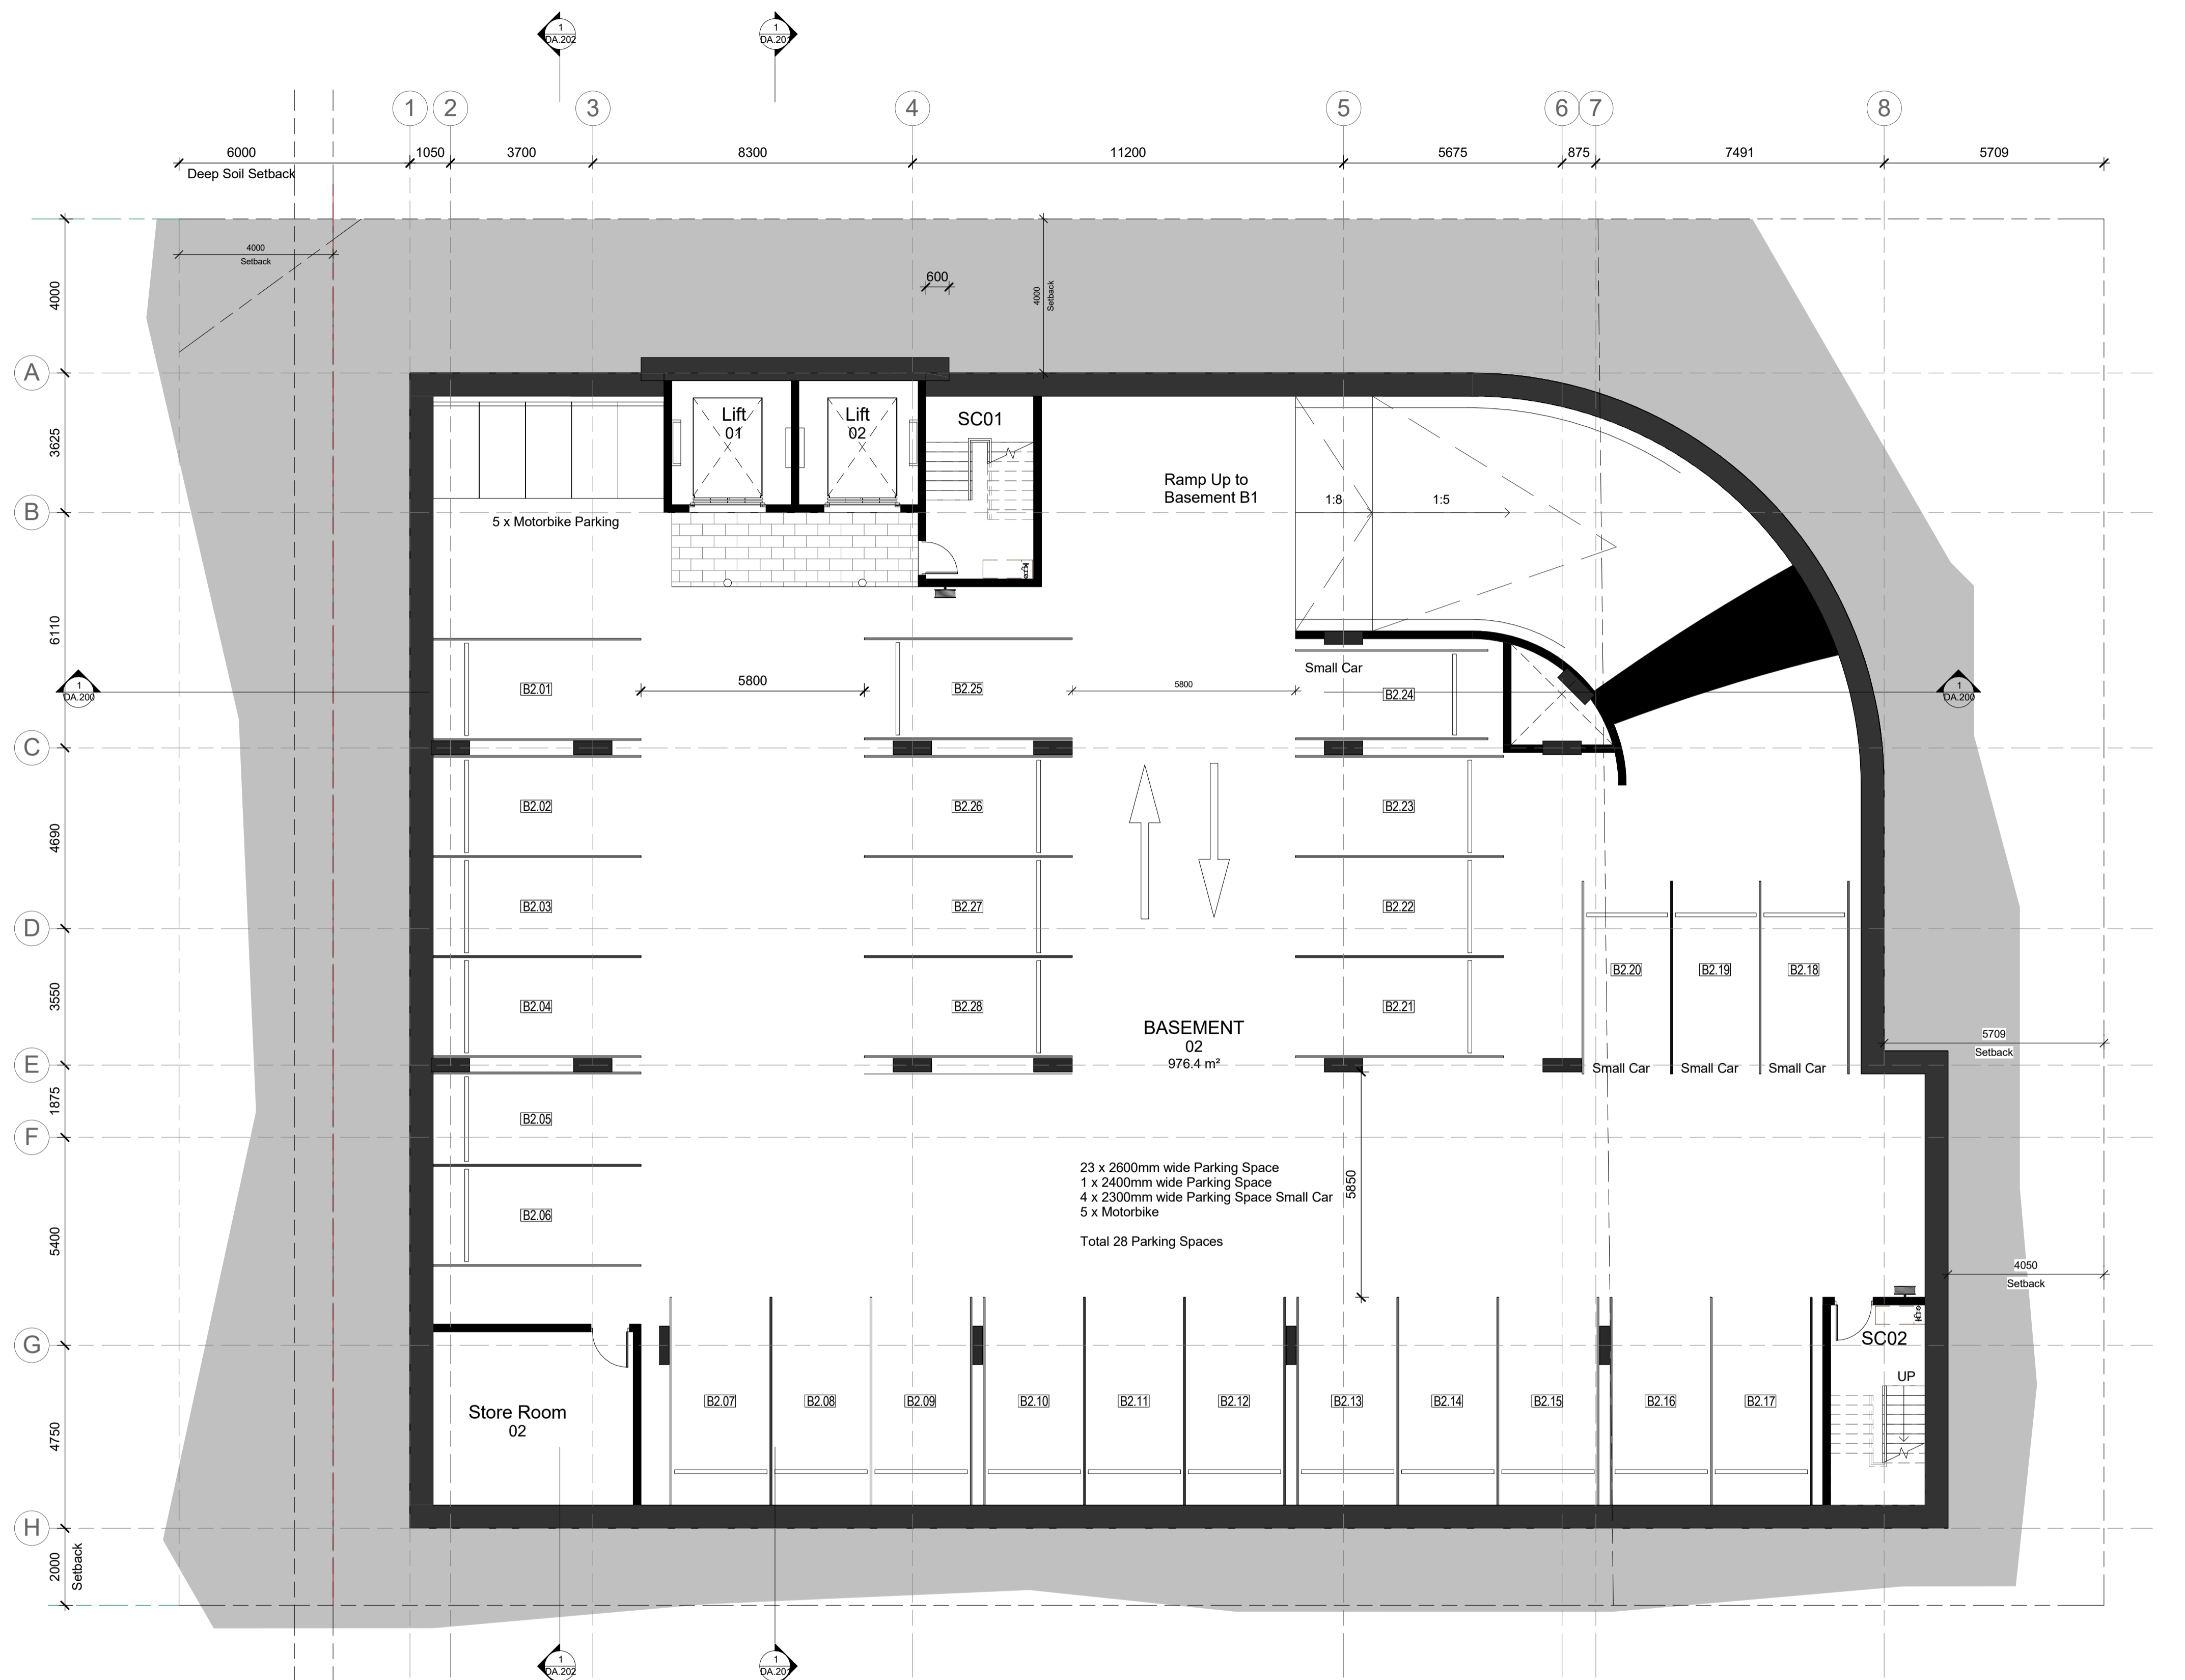 1
DA.202
1
DA.201
1 2 3 4 5 6 7 8
6000 1050 3700 8300 11200 5675 875 7491 5709
Deep Soil Setback
4000
Setback
600
4000
Setback
4000
A
3625
Lift
01
Lift
02
SC01
Ramp Up to
Basement B1
1:8 1:5
B
5 x Motorbike Parking
6110
Small Car
1
DA.200
B2.01
5800
B2.25
5800
B2.24
1
DA.200
C
B2.02
B2.26
B2.23
4690
B2.03
B2.27
B2.22
D
B2.20
B2.19
B2.18
3550
B2.04
B2.28
B2.21
BASEMENT
02
976.4 m²
5709
Setback
E
Small Car
Small Car
Small Car
1875
B2.05
F
23 x 2600mm wide Parking Space
1 x 2400mm wide Parking Space
4 x 2300mm wide Parking Space Small Car
5 x Motorbike
Total 28 Parking Spaces
5850
B2.06
5400
4050
Setback
G
SC02
UP
B2.07
B2.08
B2.09
B2.10
B2.11
B2.12
B2.13
B2.14
B2.15
B2.16
B2.17
Store Room
02
4750
H
2000
Setback
1
DA.202
1
DA.201